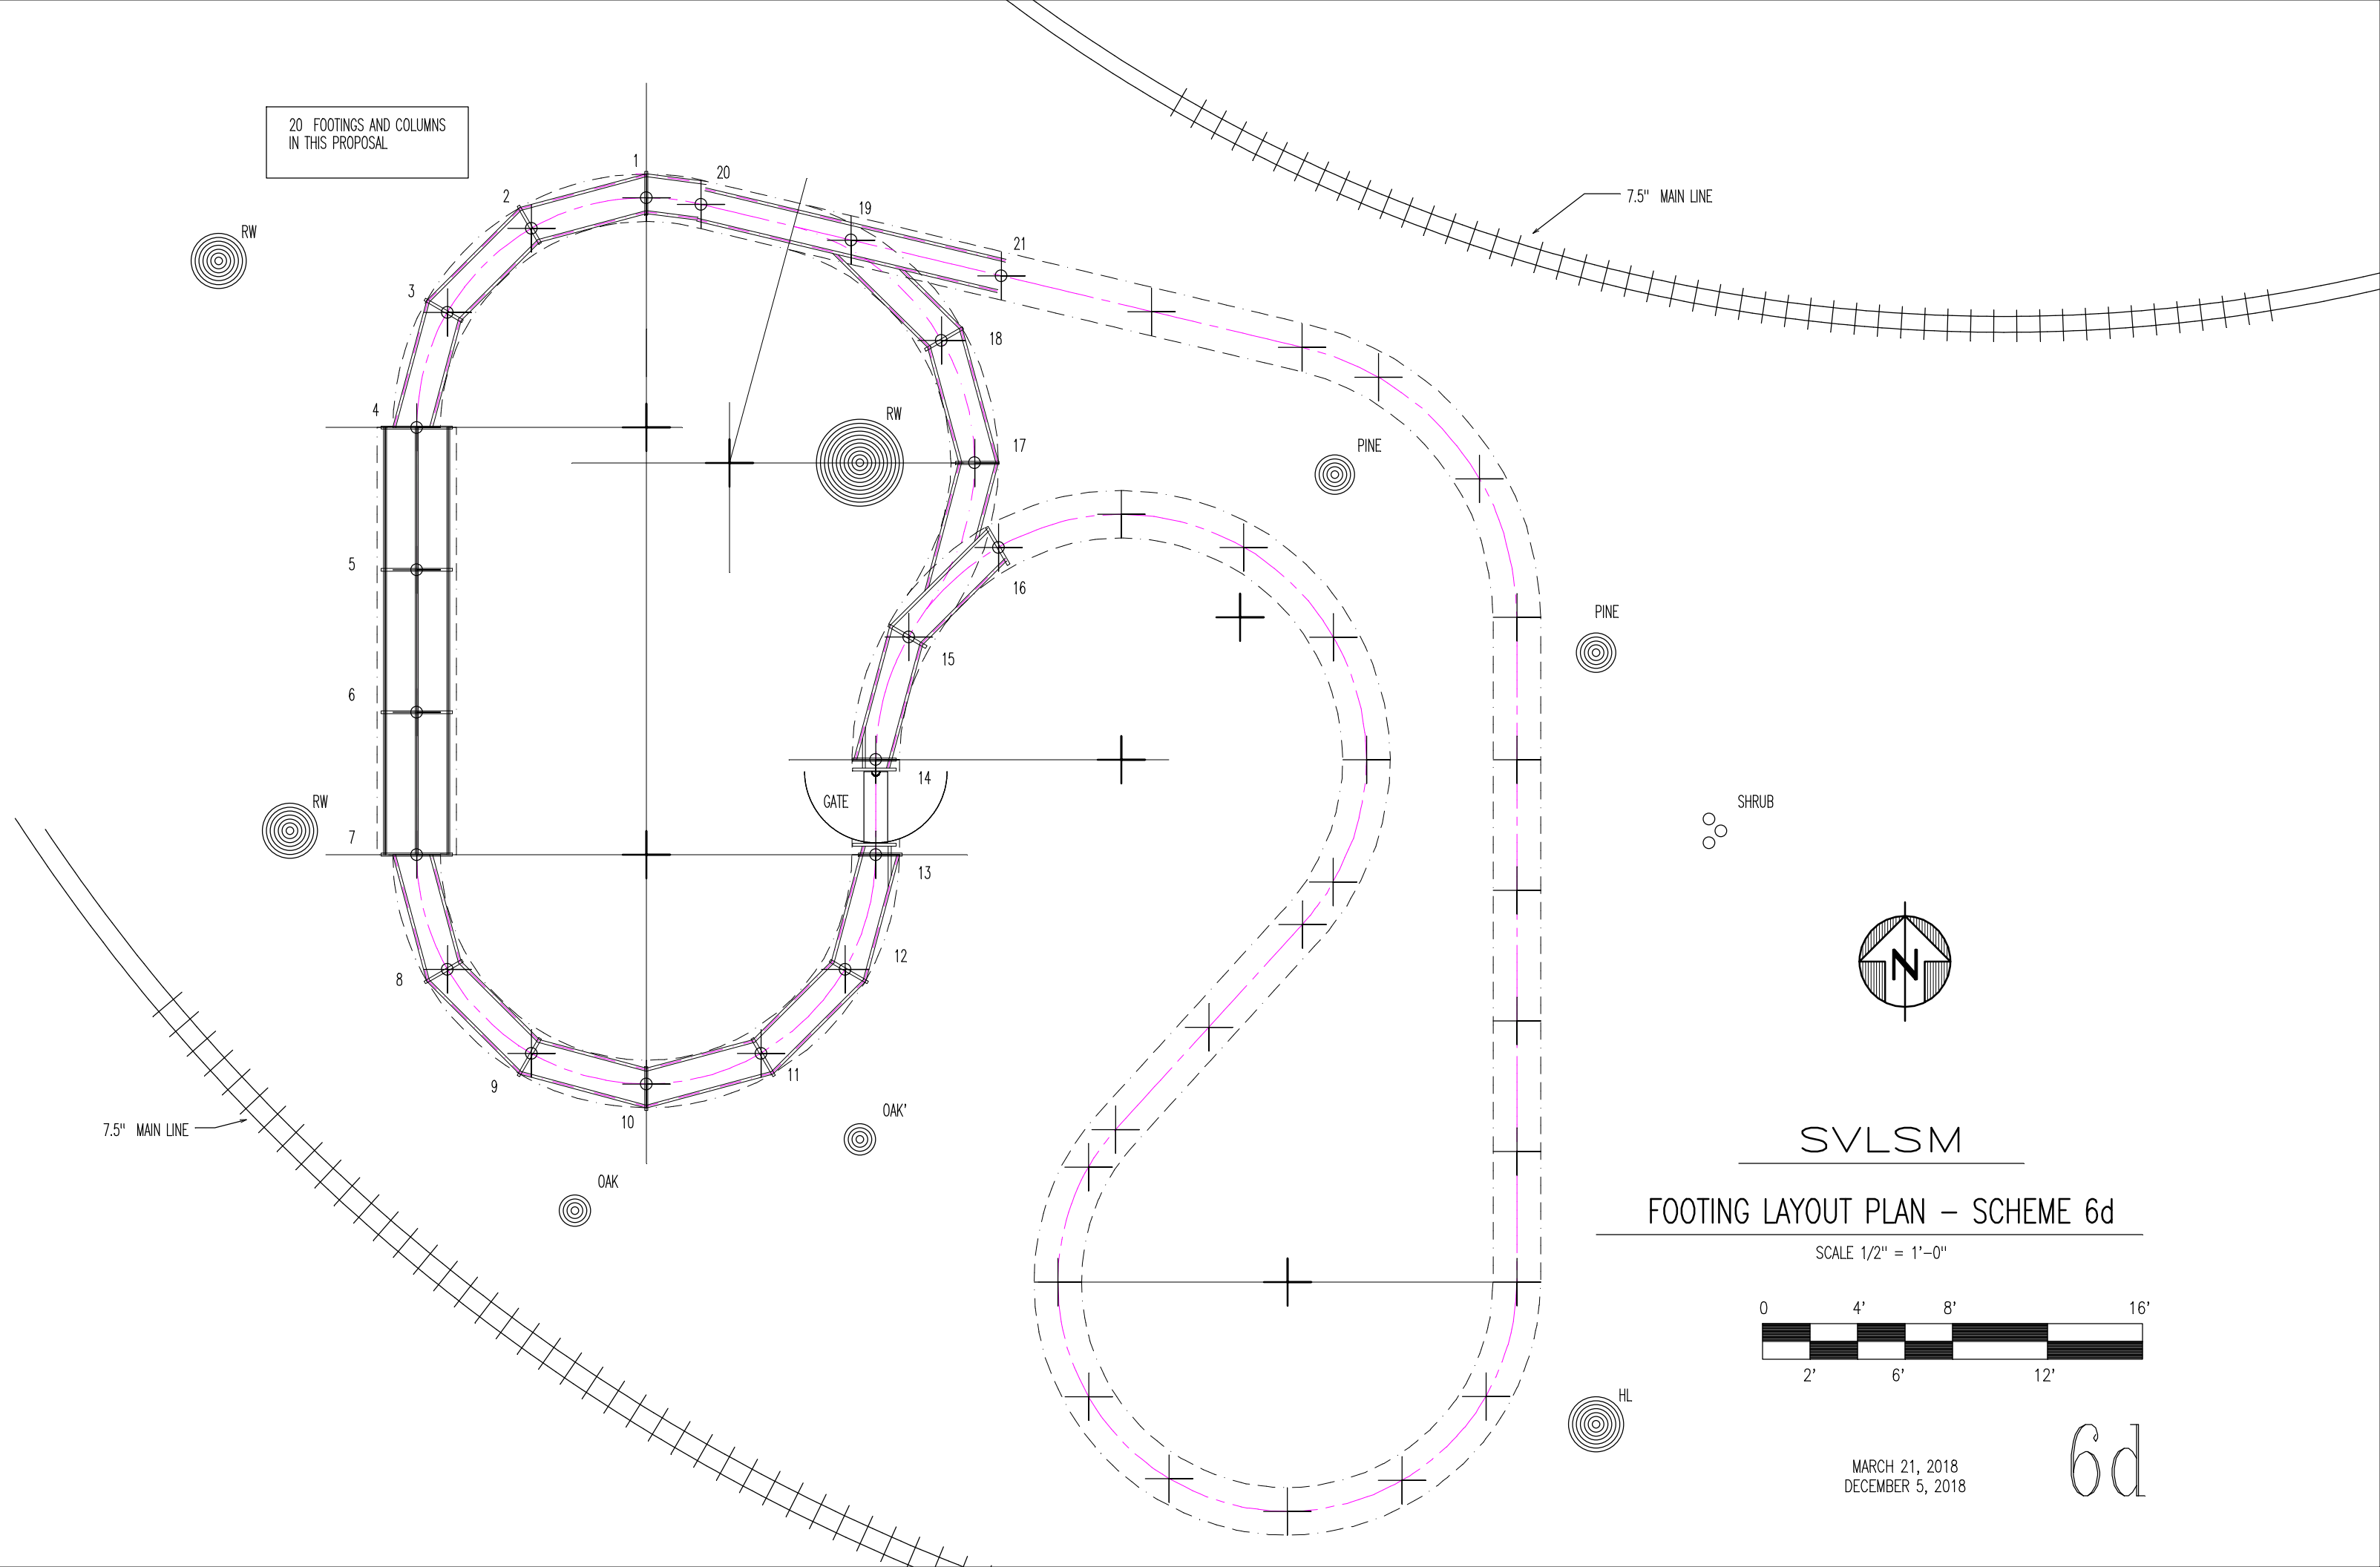 20 FOOTINGS AND COLUMNS
IN THIS PROPOSAL
1
20
2
19
RW
21
3
18
7.5" MAIN LINE
4
RW
17
PINE
5
16
PINE
15
6
14
GATE
RW
SHRUB
7
13
12
8
N
11
9
10
OAK'
7.5" MAIN LINE
OAK
SVLSM
FOOTING LAYOUT PLAN - SCHEME 6d
SCALE 1/2" = 1'-0"
0 4' 8' 16'
2' 6' 12'
HL
MARCH 21, 2018
DECEMBER 5, 2018
6d